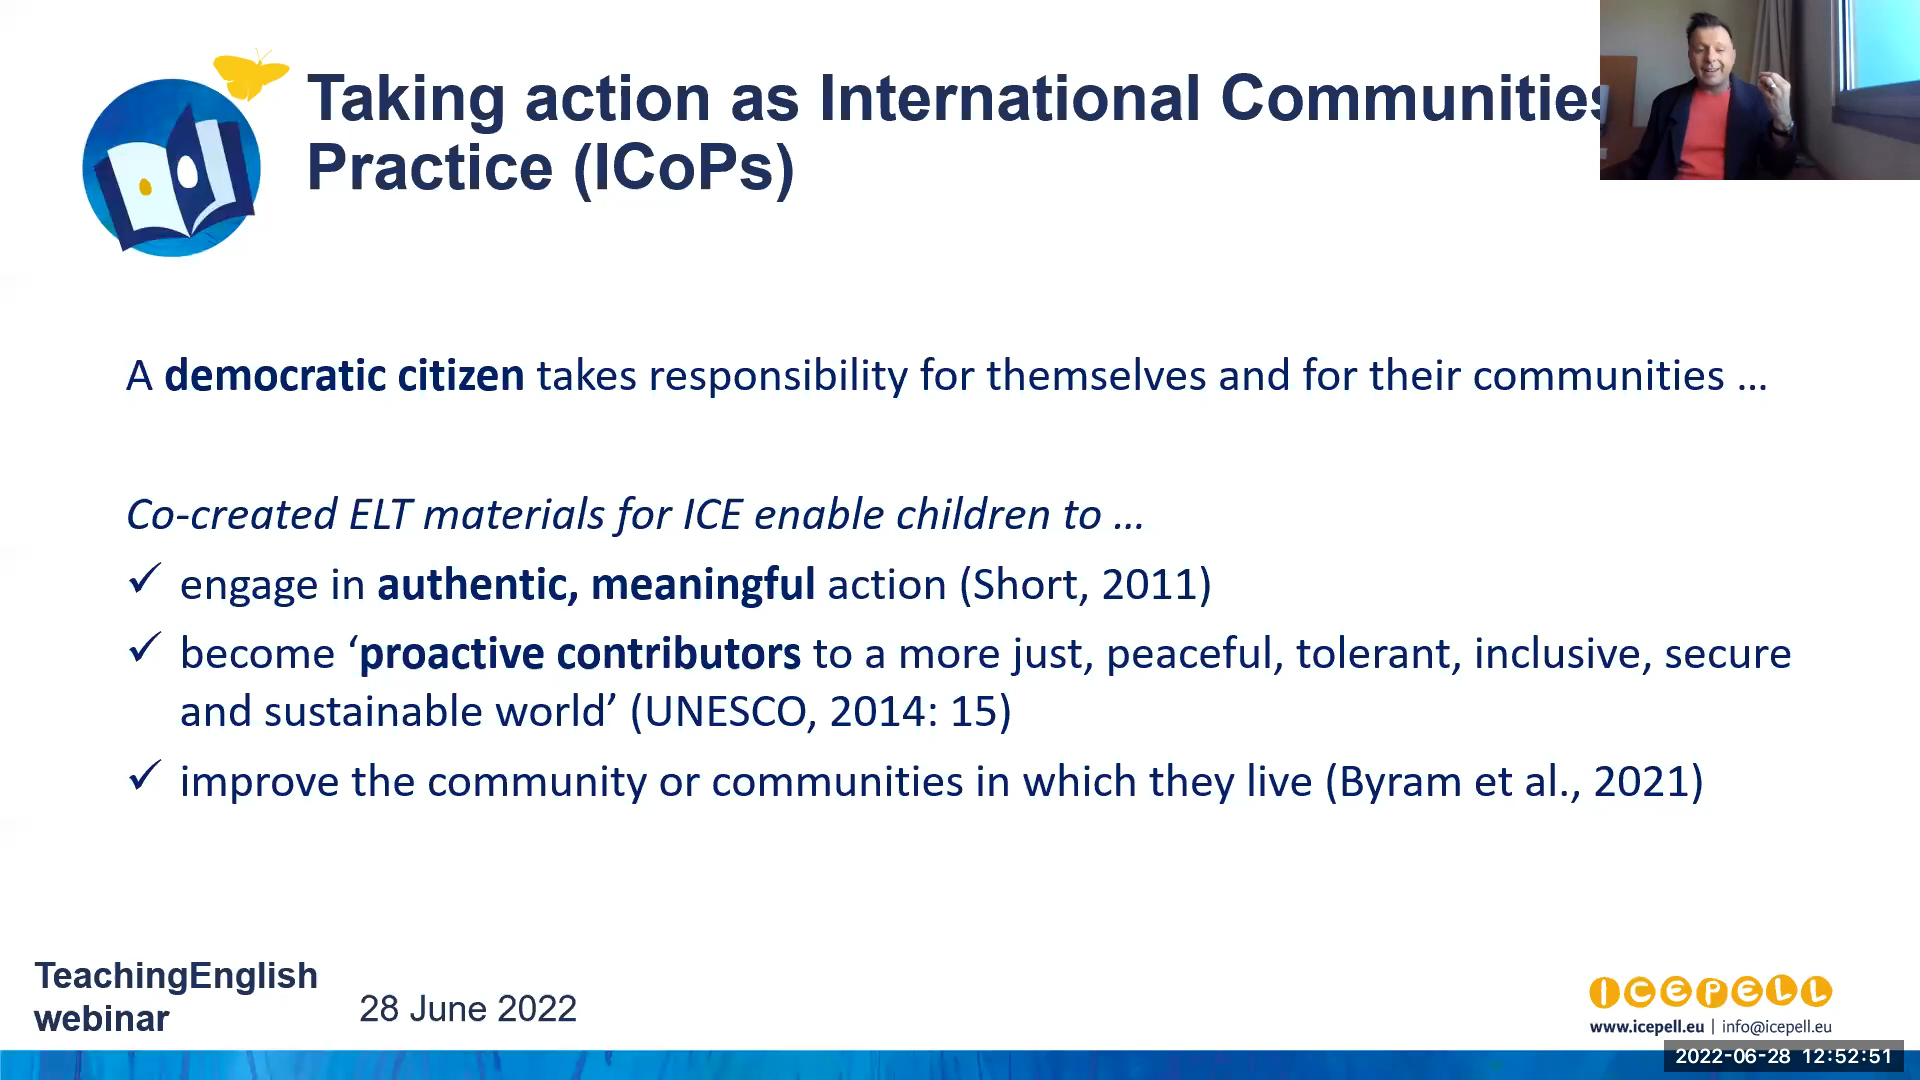 Taking action as International Communities
Practice (ICoPs)
A democratic citizen takes responsibility for themselves and for their communities ...
Co-created ELT materials for ICE enable children to ...
✓ engage in authentic, meaningful action (Short, 2011)
✓ become ‘proactive contributors to a more just, peaceful, tolerant, inclusive, secure
and sustainable world’ (UNESCO, 2014: 15)
✓ improve the community or communities in which they live (Byram et al., 2021)
TeachingEnglish
webinar
28 June 2022
ICEPELL
www.icepell.eu | info@icepell.eu
2022-06-28 12:52:51